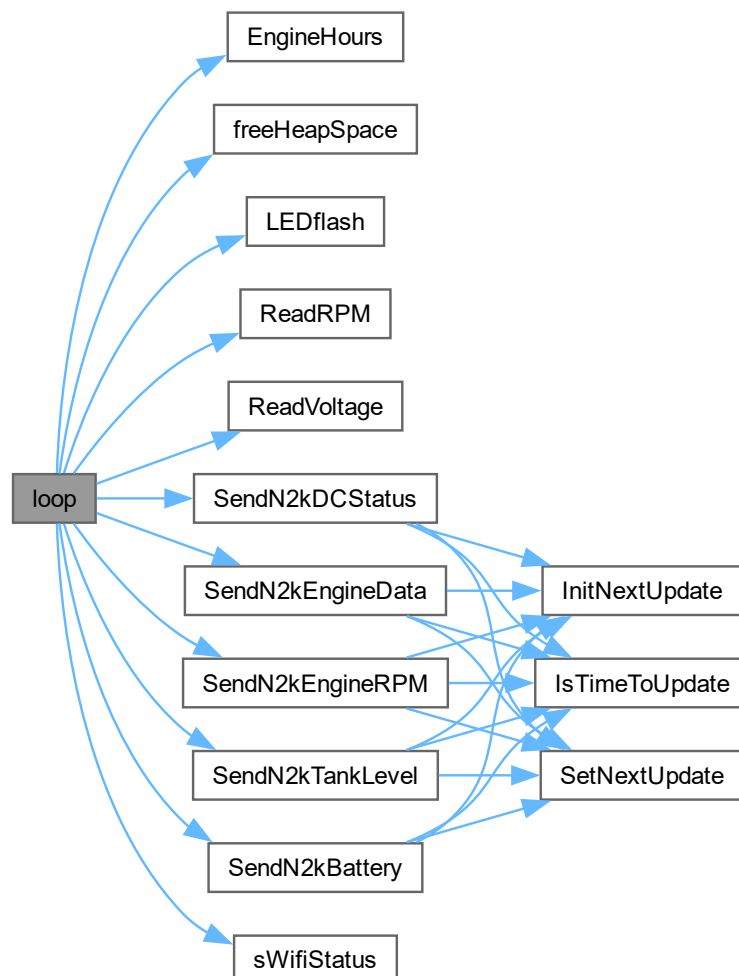 EngineHours
freeHeapSpace
LEDflash
ReadRPM
ReadVoltage
loop
SendN2kDCStatus
SendN2kEngineData
InitNextUpdate
SendN2kEngineRPM
IsTimeToUpdate
SendN2kTankLevel
SetNextUpdate
SendN2kBattery
sWifiStatus